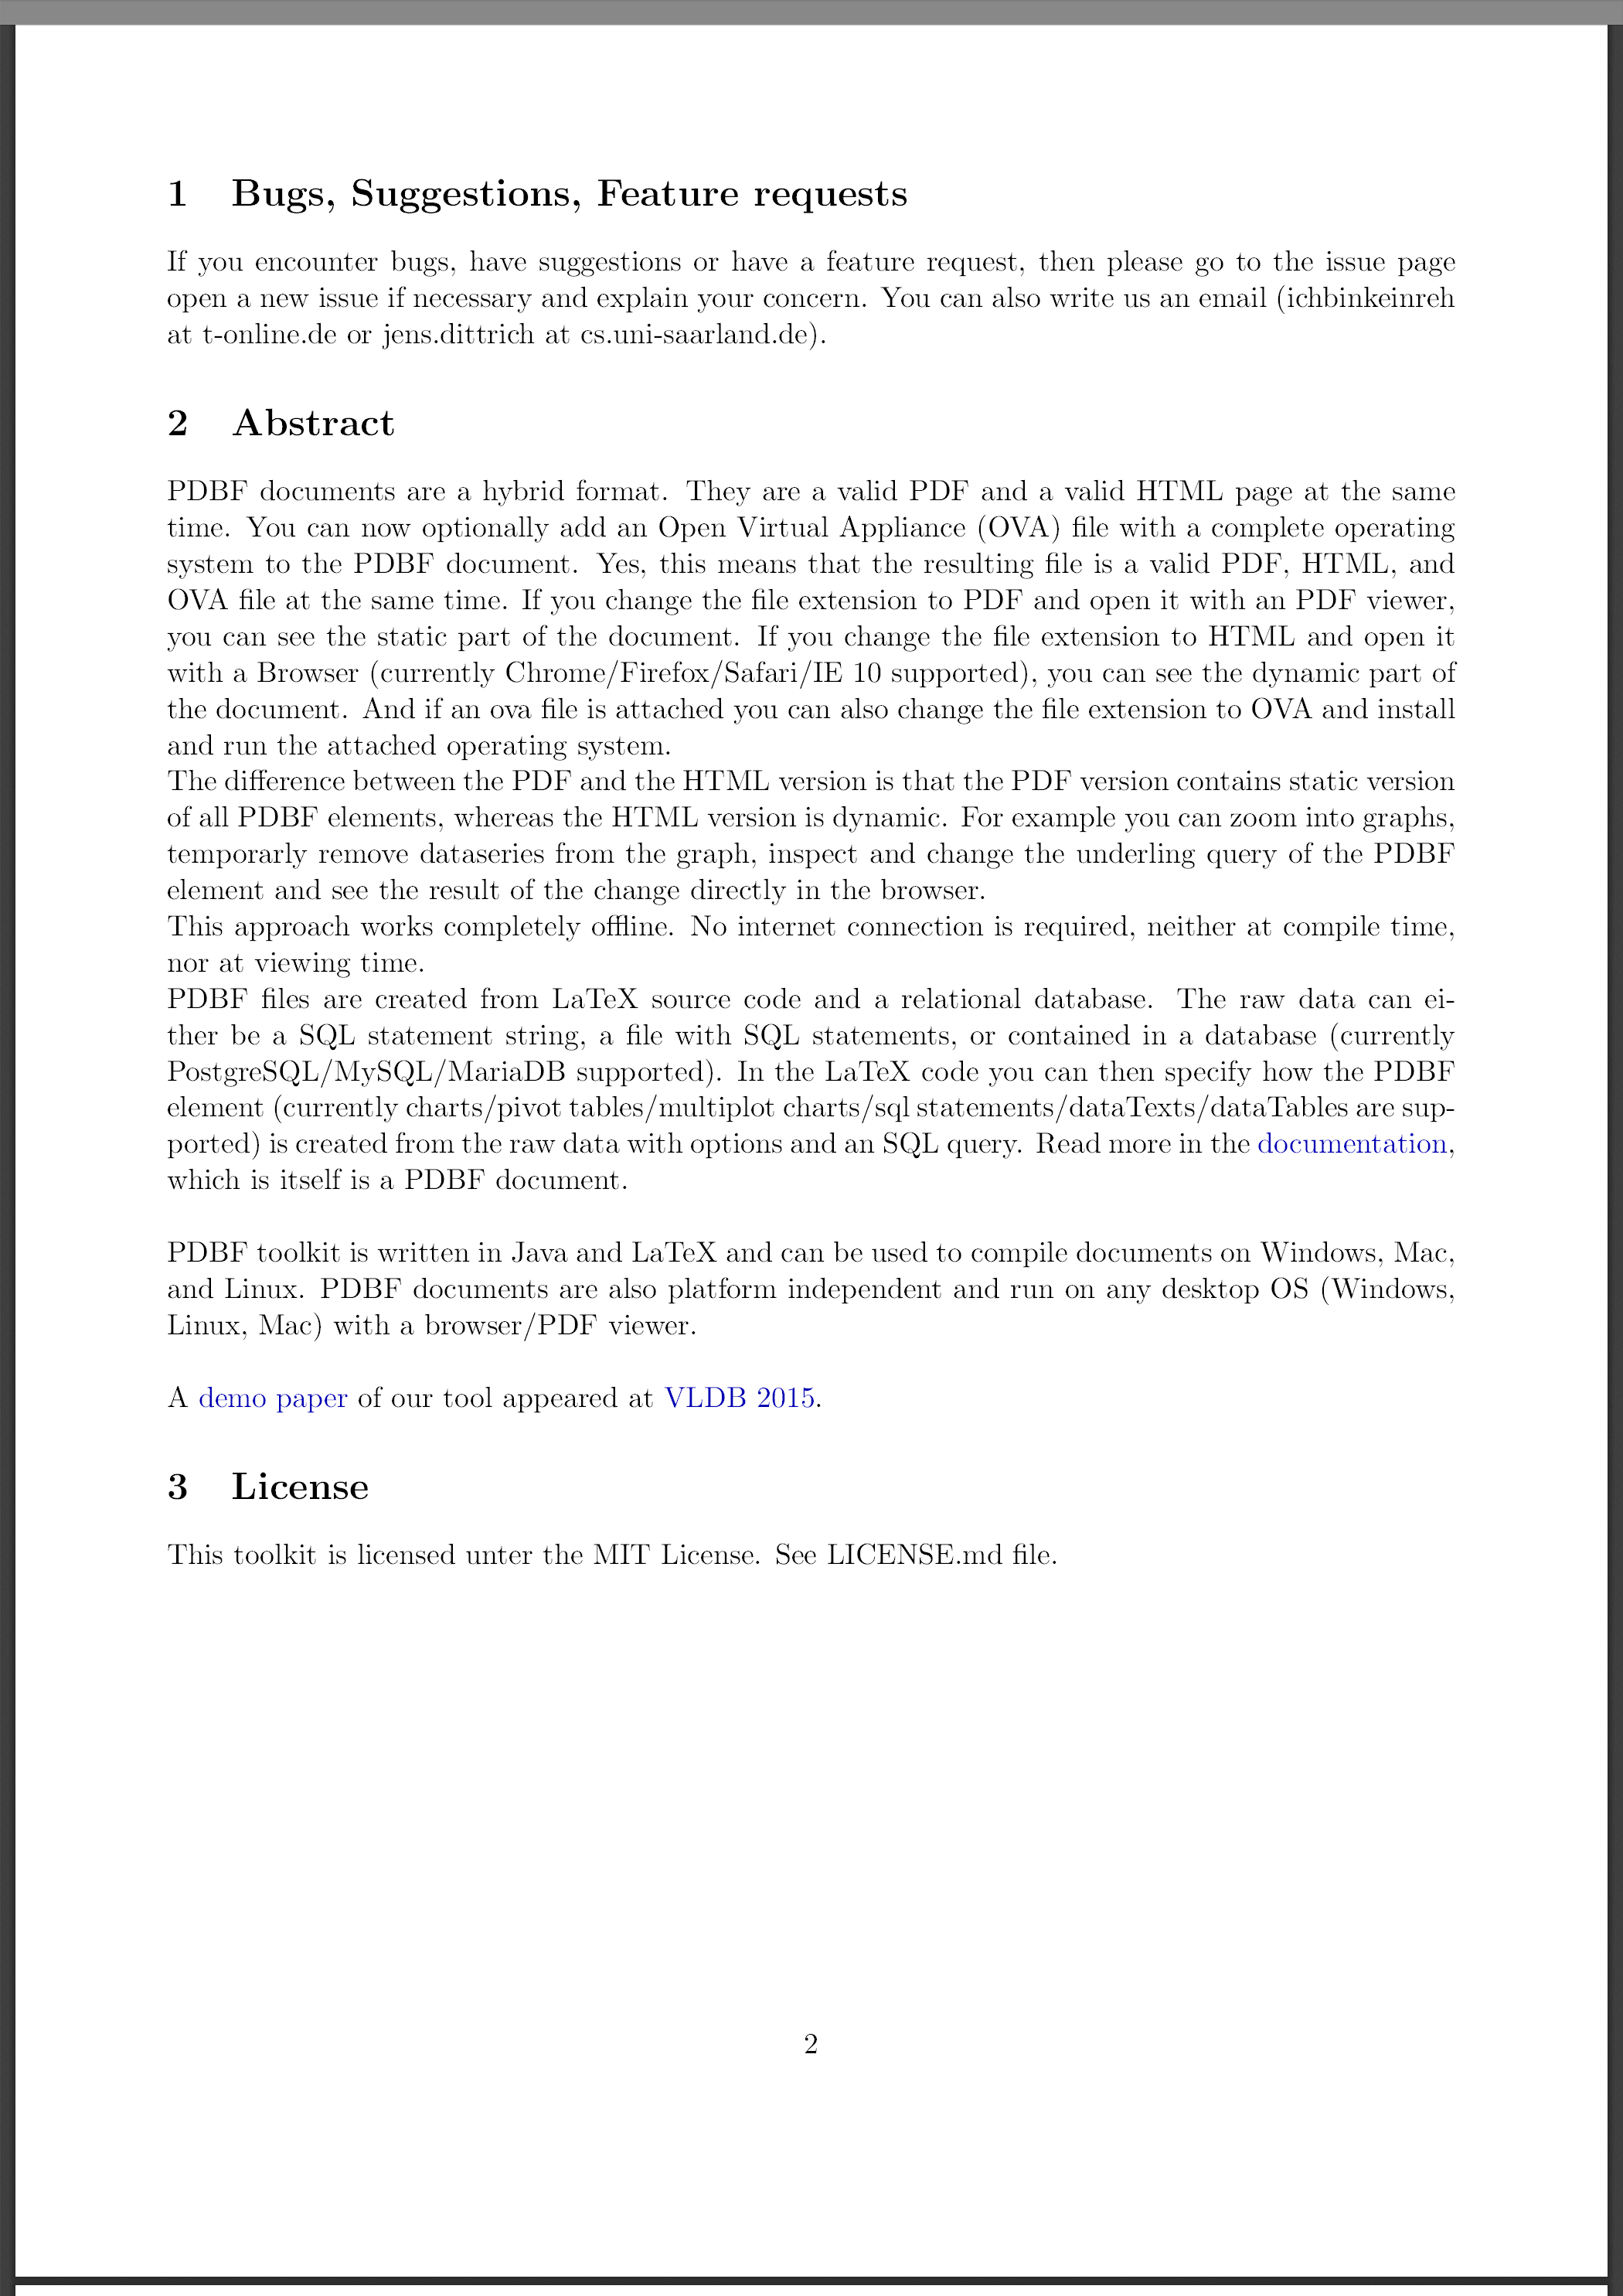 1 Bugs, Suggestions, Feature requests
If you encounter bugs, have suggestions or have a feature request, then please go to the issue page
open a new issue if necessary and explain your concern. You can also write us an email (ichbinkeinreh
at t-online.de or jens.dittrich at cs.uni-saarland.de).
2 Abstract
PDBF documents are a hybrid format. They are a valid PDF and a valid HTML page at the same
time. You can now optionally add an Open Virtual Appliance (OVA) file with a complete operating
system to the PDBF document. Yes, this means that the resulting file is a valid PDF, HTML, and
OVA file at the same time. If you change the file extension to PDF and open it with an PDF viewer,
you can see the static part of the document. If you change the file extension to HTML and open it
with a Browser (currently Chrome/Firefox/Safari/IE 10 supported), you can see the dynamic part of
the document. And if an ova file is attached you can also change the file extension to OVA and install
and run the attached operating system.
The difference between the PDF and the HTML version is that the PDF version contains static version
of all PDBF elements, whereas the HTML version is dynamic. For example you can zoom into graphs,
temporarly remove dataseries from the graph, inspect and change the underling query of the PDBF
element and see the result of the change directly in the browser.
This approach works completely offline. No internet connection is required, neither at compile time,
nor at viewing time.
PDBF files are created from LaTeX source code and a relational database. The raw data can ei-
ther be a SQL statement string, a file with SQL statements, or contained in a database (currently
PostgreSQL/MySQL/MariaDB supported). In the LaTeX code you can then specify how the PDBF
element (currently charts/pivot tables/multiplot charts/sql statements/dataTexts/dataTables are sup-
ported) is created from the raw data with options and an SQL query. Read more in the documentation,
which is itself is a PDBF document.
PDBF toolkit is written in Java and LaTeX and can be used to compile documents on Windows, Mac,
and Linux. PDBF documents are also platform independent and run on any desktop OS (Windows,
Linux, Mac) with a browser/PDF viewer.
A demo paper of our tool appeared at VLDB 2015.
3 License
This toolkit is licensed unter the MIT License. See LICENSE.md file.
2